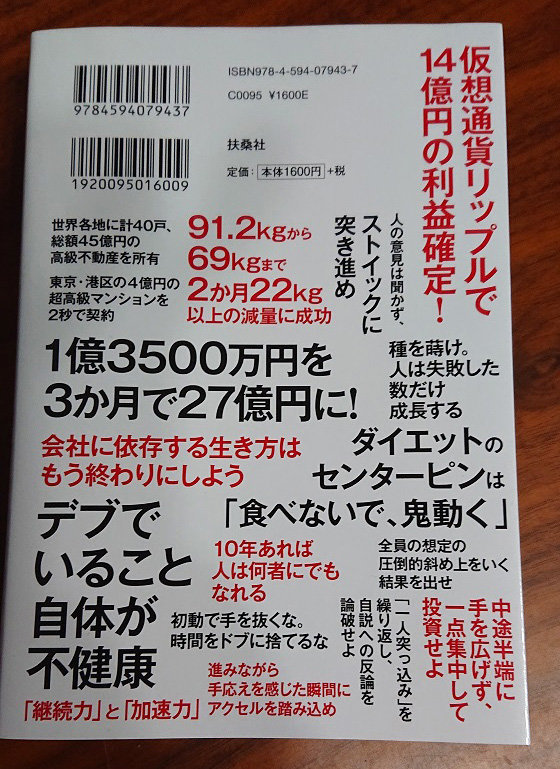 仮想通貨リップルで
14億円の利益確定!
ISBN978-4-594-07943-7
C0095 ¥1600E
9784594079437
扶桑社
定価: 本体1600円 +税
1920095016009
人の意見は聞かず、
ストイックに
突き進め
世界各地に計40戸、
総額45億円の
高級不動産を所有
91.2kgから
69kgまで
2か月22kg
以上の減量に成功
東京・港区の4億円の
超高級マンションを
2秒で契約
1億3500万円を
3か月で27億円に!
種を蒔け。
人は失敗した
数だけ
成長する
会社に依存する生き方は
もう終わりにしよう
ダイエットの
センターピンは
「食べないで、鬼動く」
デブで
いること
自体が
不健康
10年あれば
人は何者にでも
なれる
全員の想定の
圧倒的斜め上をいく
結果を出せ
初動で手を抜くな。
時間をドブに捨てるな
中途半端に
手を広げず、
一点集中して
投資せよ
「一人突っ込み」を
繰り返し、
自説への反論を
論破せよ
「継続力」と「加速力」
進みながら
手応えを感じた瞬間に
アクセルを踏み込め